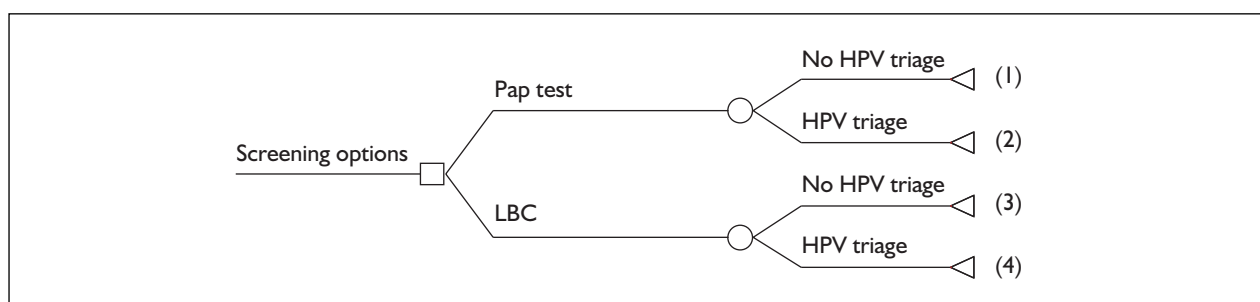 No HPV triage (1)
Pap test
HPV triage (2)
Screening options
No HPV triage (3)
LBC
HPV triage (4)